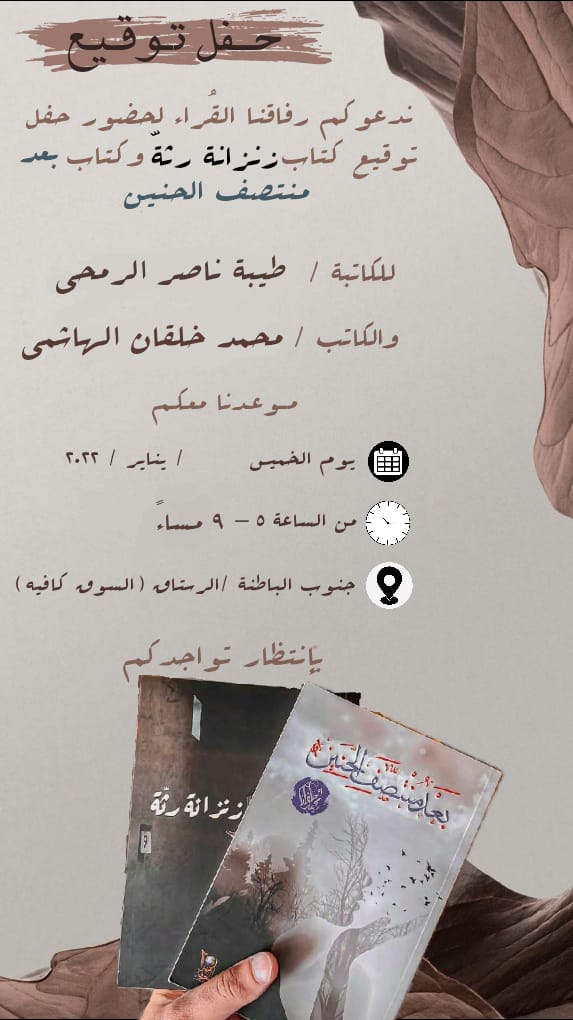 حفل توقيع
ندعوكم رفاقنا القُراء لحضور حفل
توقيع كتاب زنزانة رثةّ وكتاب بعد
منتصف الحنين
للكاتبة / طيبة ناصر الرمحي
والكاتب / محمد خلفان الهاشمي
موعدنا معكم
يوم الخميس / يناير / ٢٠٢٢
من الساعة ٥ – ٩ مساءً
جنوب الباطنة /الرستاق (السوق كافيه)
بإنتظار تواجدكم
بعد منتصف الحنين
زنزانة رثّة